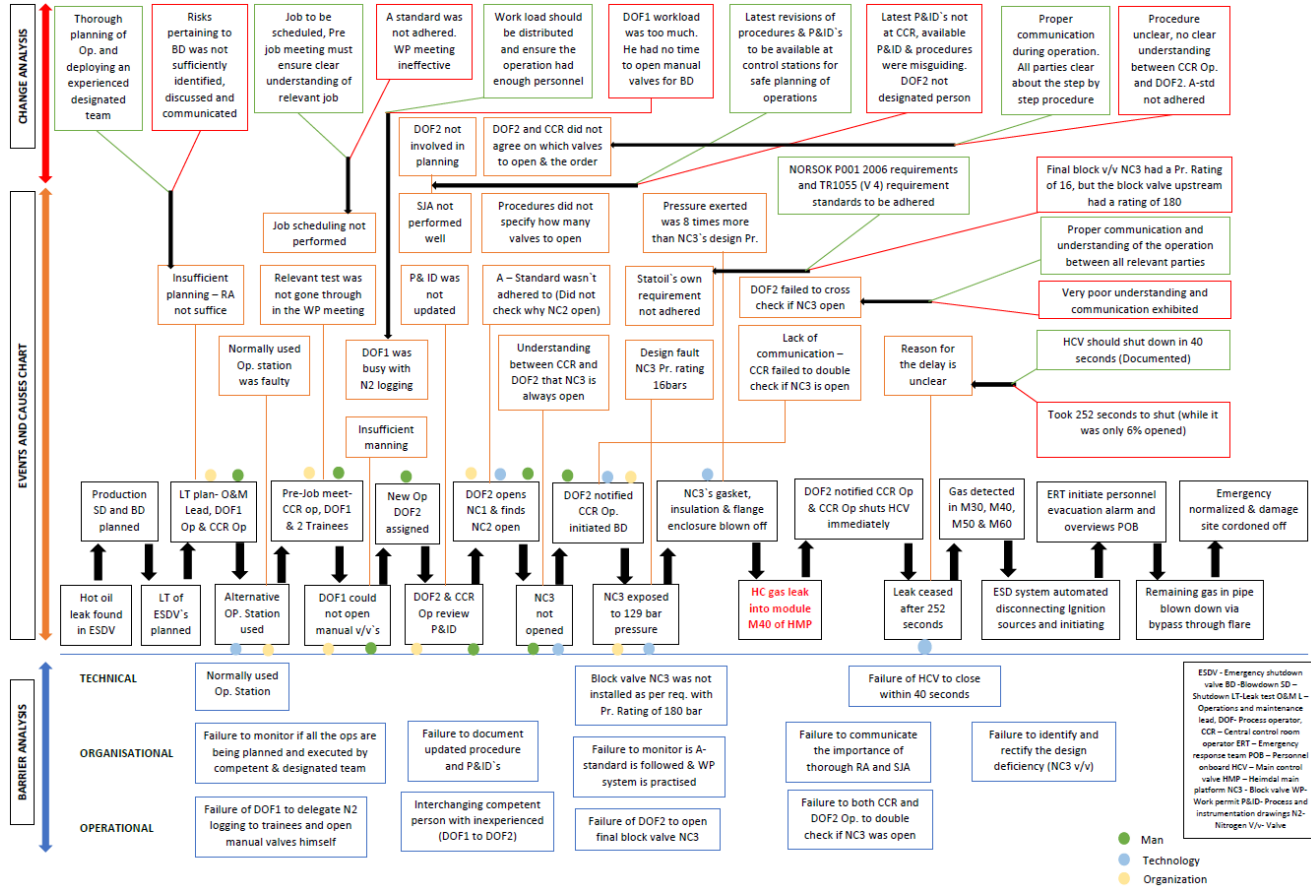 CHANGE ANALYSIS
Thorough
planning of
Op. and
deploying an
experienced
designated
team
Risks
pertaining to
BD was not
sufficiently
identified,
discussed and
communicated
Job to be
scheduled, Pre
job meeting must
ensure clear
understanding of
relevant job
A standard was
not adhered.
WP meeting
ineffective
Work load should
be distributed
and ensure the
operation had
enough personnel
DOF1 workload
was too much.
He had no time
to open manual
valves for BD
Latest revisions of
procedures & P&ID`s
to be available at
control stations for
safe planning of
operations
Latest P&ID`s not
at CCR, available
P&ID & procedures
were misguiding.
DOF2 not
designated person
Proper
communication
during operation.
All parties clear
about the step by
step procedure
Procedure
unclear, no clear
understanding
between CCR Op.
and DOF2. A-std
not adhered
DOF2 not
involved in
planning
DOF2 and CCR did not
agree on which valves
to open & the order
EVENTS AND CAUSES CHART
NORSOK P001 2006 requirements
and TR1055 (V 4) requirement
standards to be adhered
Final block v/v NC3 had a Pr. Rating
of 16, but the block valve upstream
had a rating of 180
Job scheduling not
performed
SJA not
performed
well
Procedures did not
specify how many
valves to open
Pressure exerted
was 8 times more
than NC3`s design Pr.
Proper communication and
understanding of the operation
between all relevant parties
Insufficient
planning – RA
not suffice
Relevant test was
not gone through
in the WP meeting
P& ID was
not
updated
A – Standard wasn`t
adhered to (Did not
check why NC2 open)
Statoil`s own
requirement
not adhered
DOF2 failed to cross
check if NC3 open
Very poor understanding and
communication exhibited
Normally used
Op. station
was faulty
DOF1 was
busy with
N2 logging
Understanding
between CCR and
DOF2 that NC3 is
always open
Design fault
NC3 Pr. rating
16bars
Lack of
communication –
CCR failed to double
check if NC3 is open
Reason for
the delay is
unclear
HCV should shut down in 40
seconds (Documented)
Took 252 seconds to shut (while it
was only 6% opened)
Insufficient
manning
Production
SD and BD
planned
LT plan- O&M
Lead, DOF1
Op & CCR Op
Pre-Job meet-
CCR op, DOF1
& 2 Trainees
New Op
DOF2
assigned
DOF2 opens
NC1 & finds
NC2 open
DOF2 notified
CCR Op.
initiated BD
NC3`s gasket,
insulation & flange
enclosure blown off
DOF2 notified CCR Op
& CCR Op shuts HCV
immediately
Gas detected
in M30, M40,
M50 & M60
ERT initiate personnel
evacuation alarm and
overviews POB
Emergency
normalized & damage
site cordoned off
Hot oil
leak found
in ESDV
LT of
ESDV`s
planned
Alternative
OP. Station
used
DOF1 could
not open
manual v/v`s
DOF2 & CCR
Op review
P&ID
NC3
not
opened
NC3 exposed
to 129 bar
pressure
HC gas leak
into module
M40 of HMP
Leak ceased
after 252
seconds
ESD system automated
disconnecting Ignition
sources and initiating
Remaining gas in pipe
blown down via
bypass through flare
BARRIER ANALYSIS
TECHNICAL
Normally used
Op. Station
Block valve NC3 was not
installed as per req. with
Pr. Rating of 180 bar
Failure of HCV to close
within 40 seconds
ORGANISATIONAL
Failure to monitor if all the ops are
being planned and executed by
competent & designated team
Failure to document
updated procedure
and P&ID`s
Failure to monitor is A-
standard is followed & WP
system is practised
Failure to communicate
the importance of
thorough RA and SJA
Failure to identify and
rectify the design
deficiency (NC3 v/v)
OPERATIONAL
Failure of DOF1 to delegate N2
logging to trainees and open
manual valves himself
Interchanging competent
person with inexperienced
(DOF1 to DOF2)
Failure of DOF2 to open
final block valve NC3
Failure to both CCR and
DOF2 Op. to double
check if NC3 was open
ESDV - Emergency shutdown
valve BD -Blowdown SD –
Shutdown LT-Leak test O&M L –
Operations and maintenance
lead, DOF- Process operator,
CCR – Central control room
operator ERT – Emergency
response team POB – Personnel
onboard HCV – Main control
valve HMP – Heimdal main
platform NC3 - Block valve WP-
Work permit P&ID- Process and
instrumentation drawings N2-
Nitrogen V/v- Valve
Man
Technology
Organization